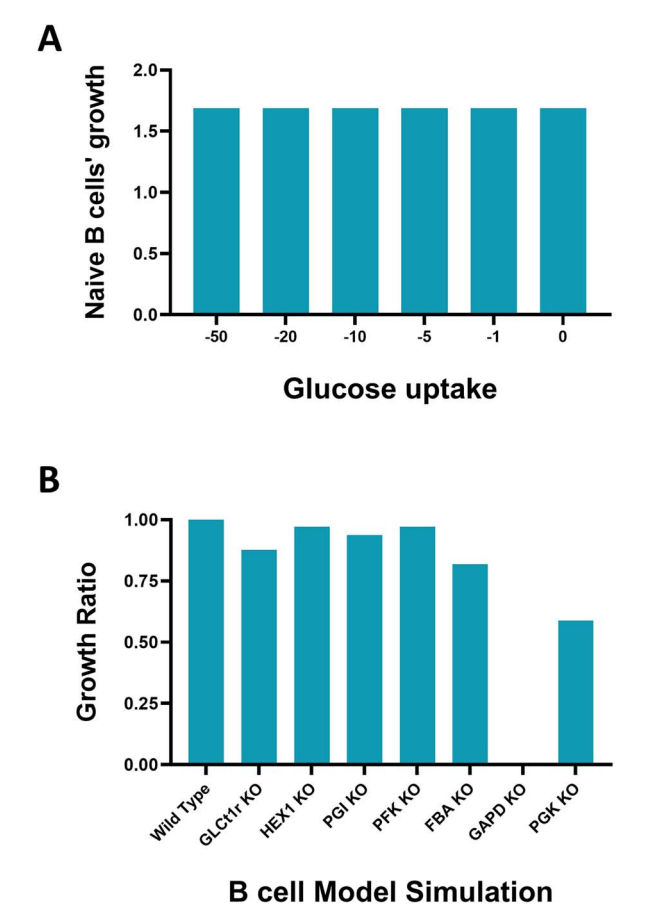 A
Naive B cells' growth
2.0
1.5
1.0
0.5
0.0
-50 -20 -10 -5 -1 0
Glucose uptake
B
Growth Ratio
1.00
0.75
0.50
0.25
0.00
Wild Type
GLCt1r KO
HEX1 KO
PGI KO
PFK KO
FBA KO
GAPD KO
PGK KO
B cell Model Simulation